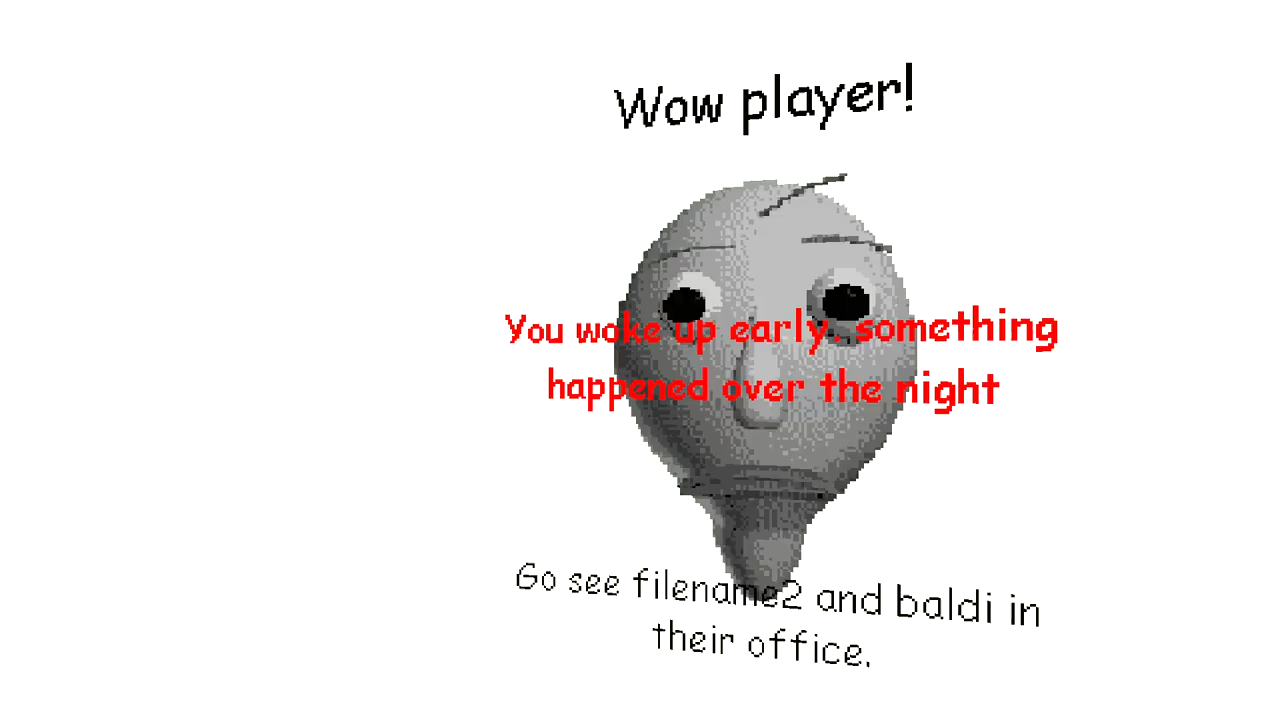 Wow player!
You woke up early, something
happened over the night
Go see filename2 and baldi in
their office.